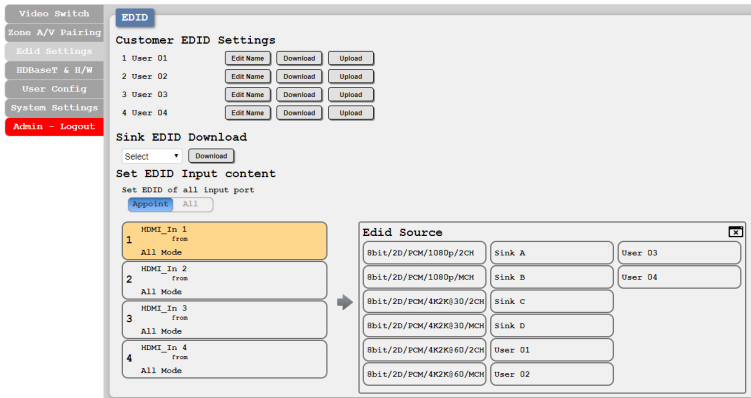 Video Switch
Zone A/V Pairing
Edid Settings
HDBaseT & H/W
User Config
System Settings
Admin - Logout
EDID
Customer EDID Settings
1 User 01 Edit Name Download Upload
2 User 02 Edit Name Download Upload
3 User 03 Edit Name Download Upload
4 User 04 Edit Name Download Upload
Sink EDID Download
Select Download
Set EDID Input content
Set EDID of all input port
Appoint All
HDMI_In 1
1 from
All Mode
HDMI_In 2
2 from
All Mode
HDMI_In 3
3 from
All Mode
HDMI_In 4
4 from
All Mode
Edid Source
8bit/2D/PCM/1080p/2CH Sink A User 03
8bit/2D/PCM/1080p/MCH Sink B User 04
8bit/2D/PCM/4K2K@30/2CH Sink C
8bit/2D/PCM/4K2K@30/MCH Sink D
8bit/2D/PCM/4K2K@60/2CH User 01
8bit/2D/PCM/4K2K@60/MCH User 02